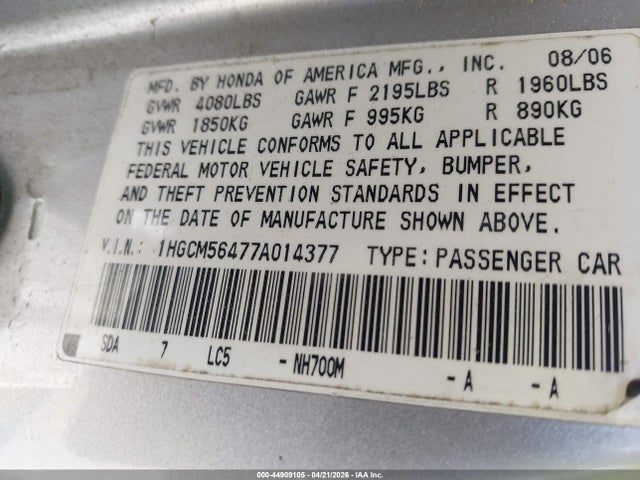 MFD. BY HONDA OF AMERICA MFG., INC. 08/06
GVWR 4080LBS GAWR F 2195LBS R 1960LBS
GVWR 1850KG GAWR F 995KG R 890KG
THIS VEHICLE CONFORMS TO ALL APPLICABLE
FEDERAL MOTOR VEHICLE SAFETY, BUMPER,
AND THEFT PREVENTION STANDARDS IN EFFECT
ON THE DATE OF MANUFACTURE SHOWN ABOVE.
V.I.N.: 1HGCM56477A014377 TYPE: PASSENGER CAR
SDA 7 LC5 - NH700M - A - A
000-44909105 - 04/21/2026 - IAA Inc.